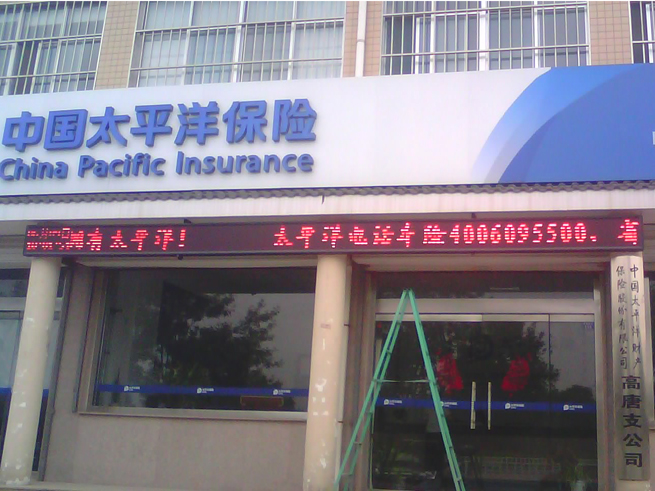 中国太平洋保险
China Pacific Insurance
有太平洋! 太平洋电话车险4006095500、省
中国太平洋财产
保险股份有限公司
高唐支公司